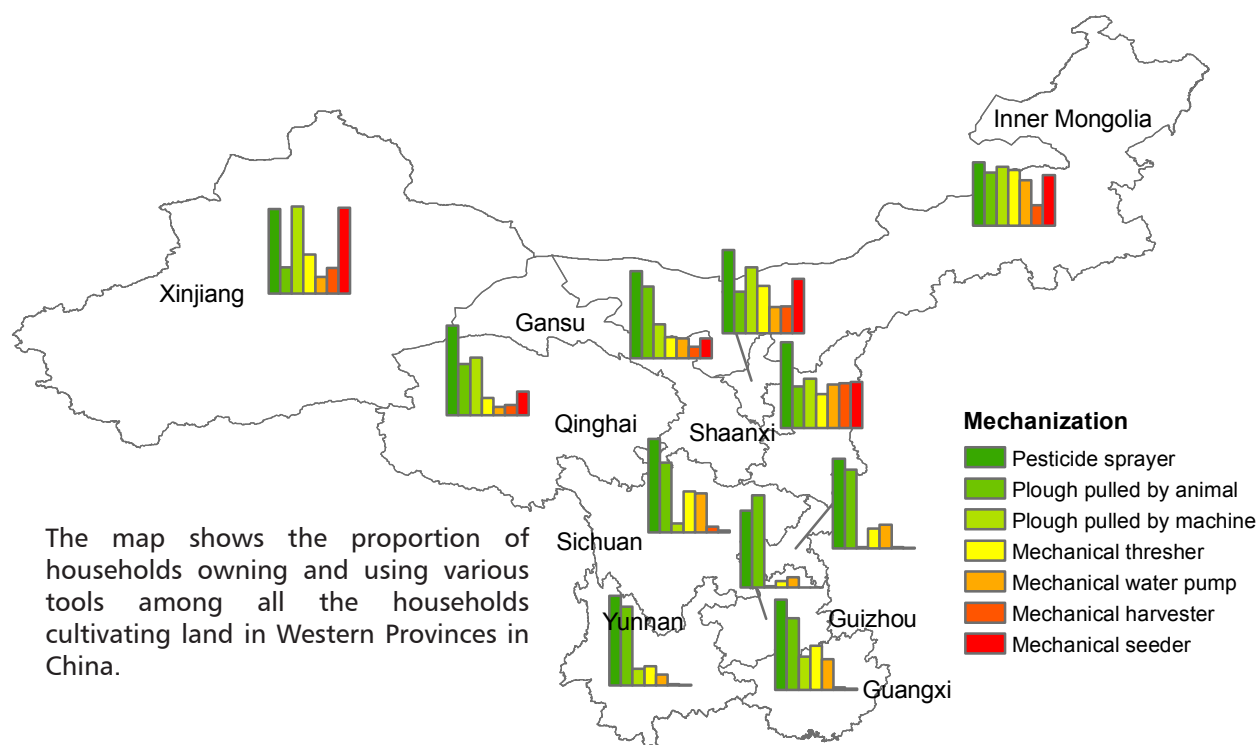 Inner Mongolia
Xinjiang
Gansu
Qinghai
Shaanxi
Sichuan
Yunnan
Guizhou
Guangxi
Mechanization
Pesticide sprayer
Plough pulled by animal
Plough pulled by machine
Mechanical thresher
Mechanical water pump
Mechanical harvester
Mechanical seeder
The map shows the proportion of
households owning and using various
tools among all the households
cultivating land in Western Provinces in
China.